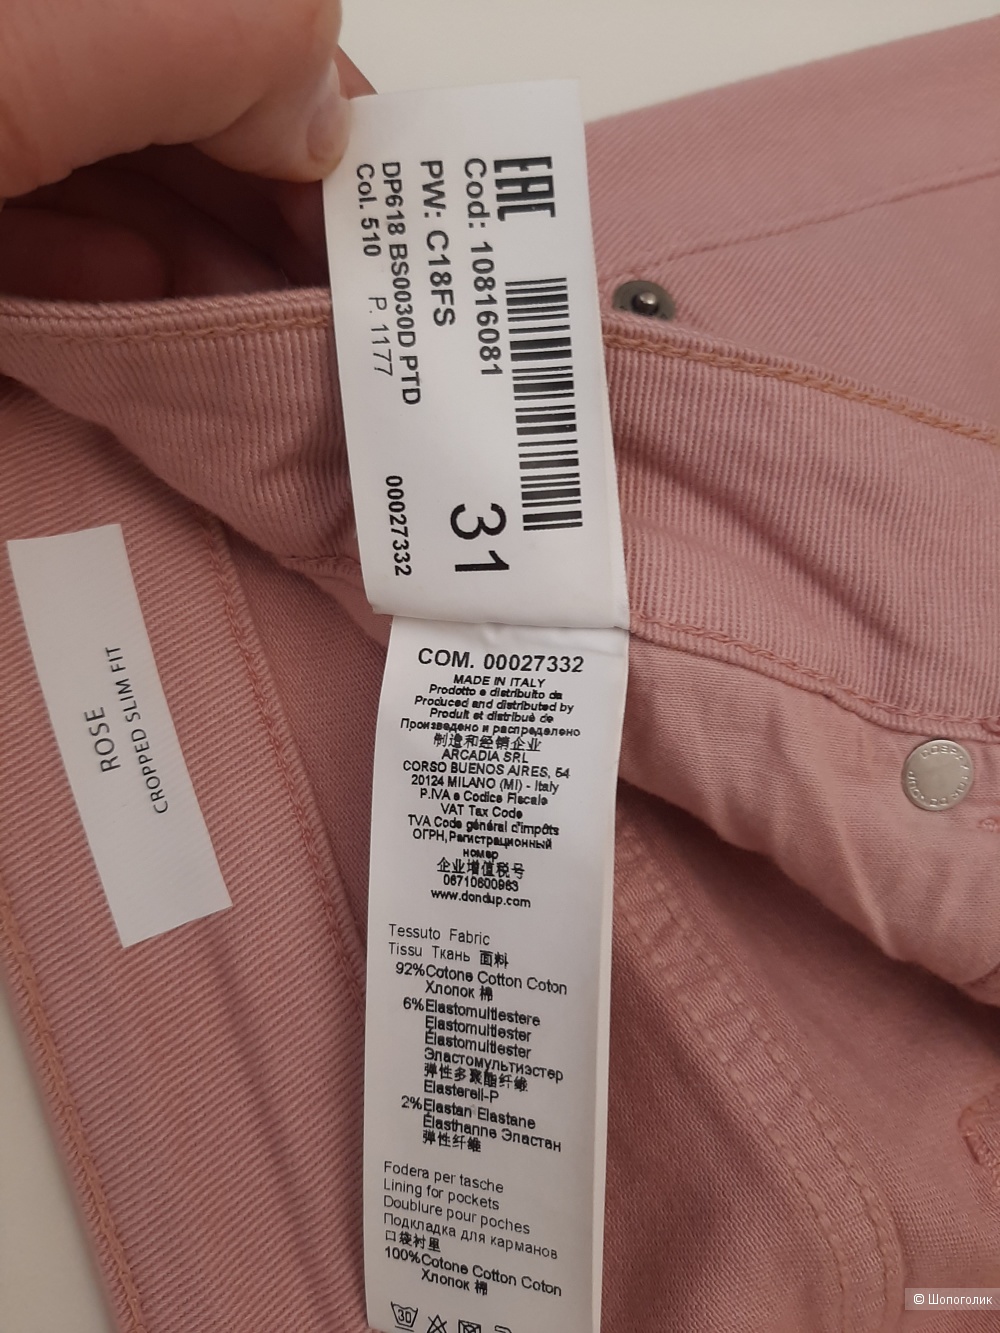 EAC
Cod: 10816081
PW: C18FS
31
DP618 BS0030D PTD
00027332
Col. 510 P. 1177
ROSE
CROPPED SLIM FIT
COM. 00027332
MADE IN ITALY
Prodotto e distribuito da
Produced and distributed by
Produit et distribué de
Произведено и распределено
制造和经销企业
ARCADIA SRL
CORSO BUENOS AIRES, 54
20124 MILANO (MI) - Italy
P.IVA e Codice Fiscale
VAT Tax Code
TVA Code général d'impôts
ОГРН, Регистрационный
номер
企业增值税号
06710600963
www.dondup.com
Tessuto Fabric
Tissu Ткань 面料
92%Cotone Cotton Coton
Хлопок 棉
6%Elastomultiestere
Elastomultiester
Élastomultiester
Эластомультиэстер
弹性多聚酯纤维
Elasterell-P
2%Elastan Elastane
Élasthanne Эластан
弹性纤维
Fodera per tasche
Lining for pockets
Doublure pour poches
Подкладка для карманов
口袋衬里
100%Cotone Cotton Coton
Хлопок 棉
30
© Шопоголик